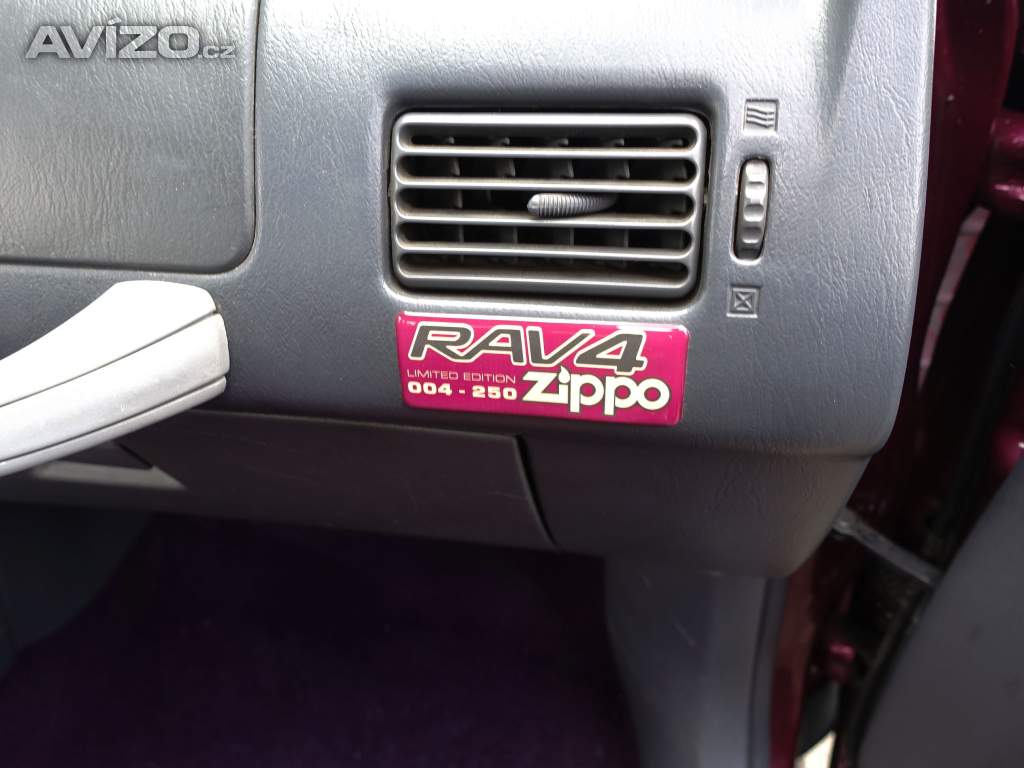 AVÍZO.cz
RAV4
LIMITED EDITION
004 - 250 Zippo